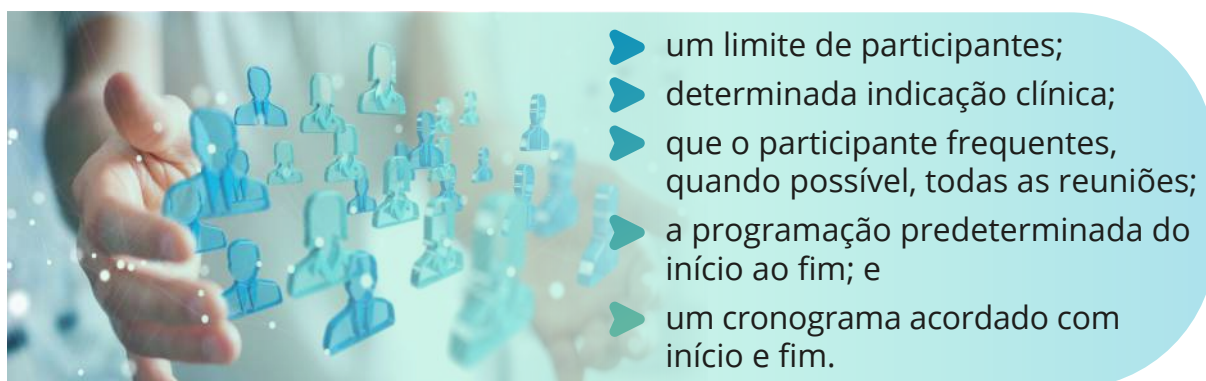 um limite de participantes;
determinada indicação clínica;
que o participante frequentes,
quando possível, todas as reuniões;
a programação predeterminada do
início ao fim; e
um cronograma acordado com
início e fim.